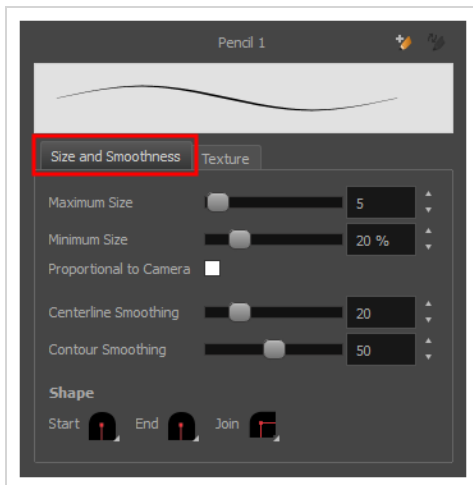 Pencil 1
Size and Smoothness Texture
Maximum Size 5
Minimum Size 20 %
Proportional to Camera
Centerline Smoothing 20
Contour Smoothing 50
Shape
Start End Join